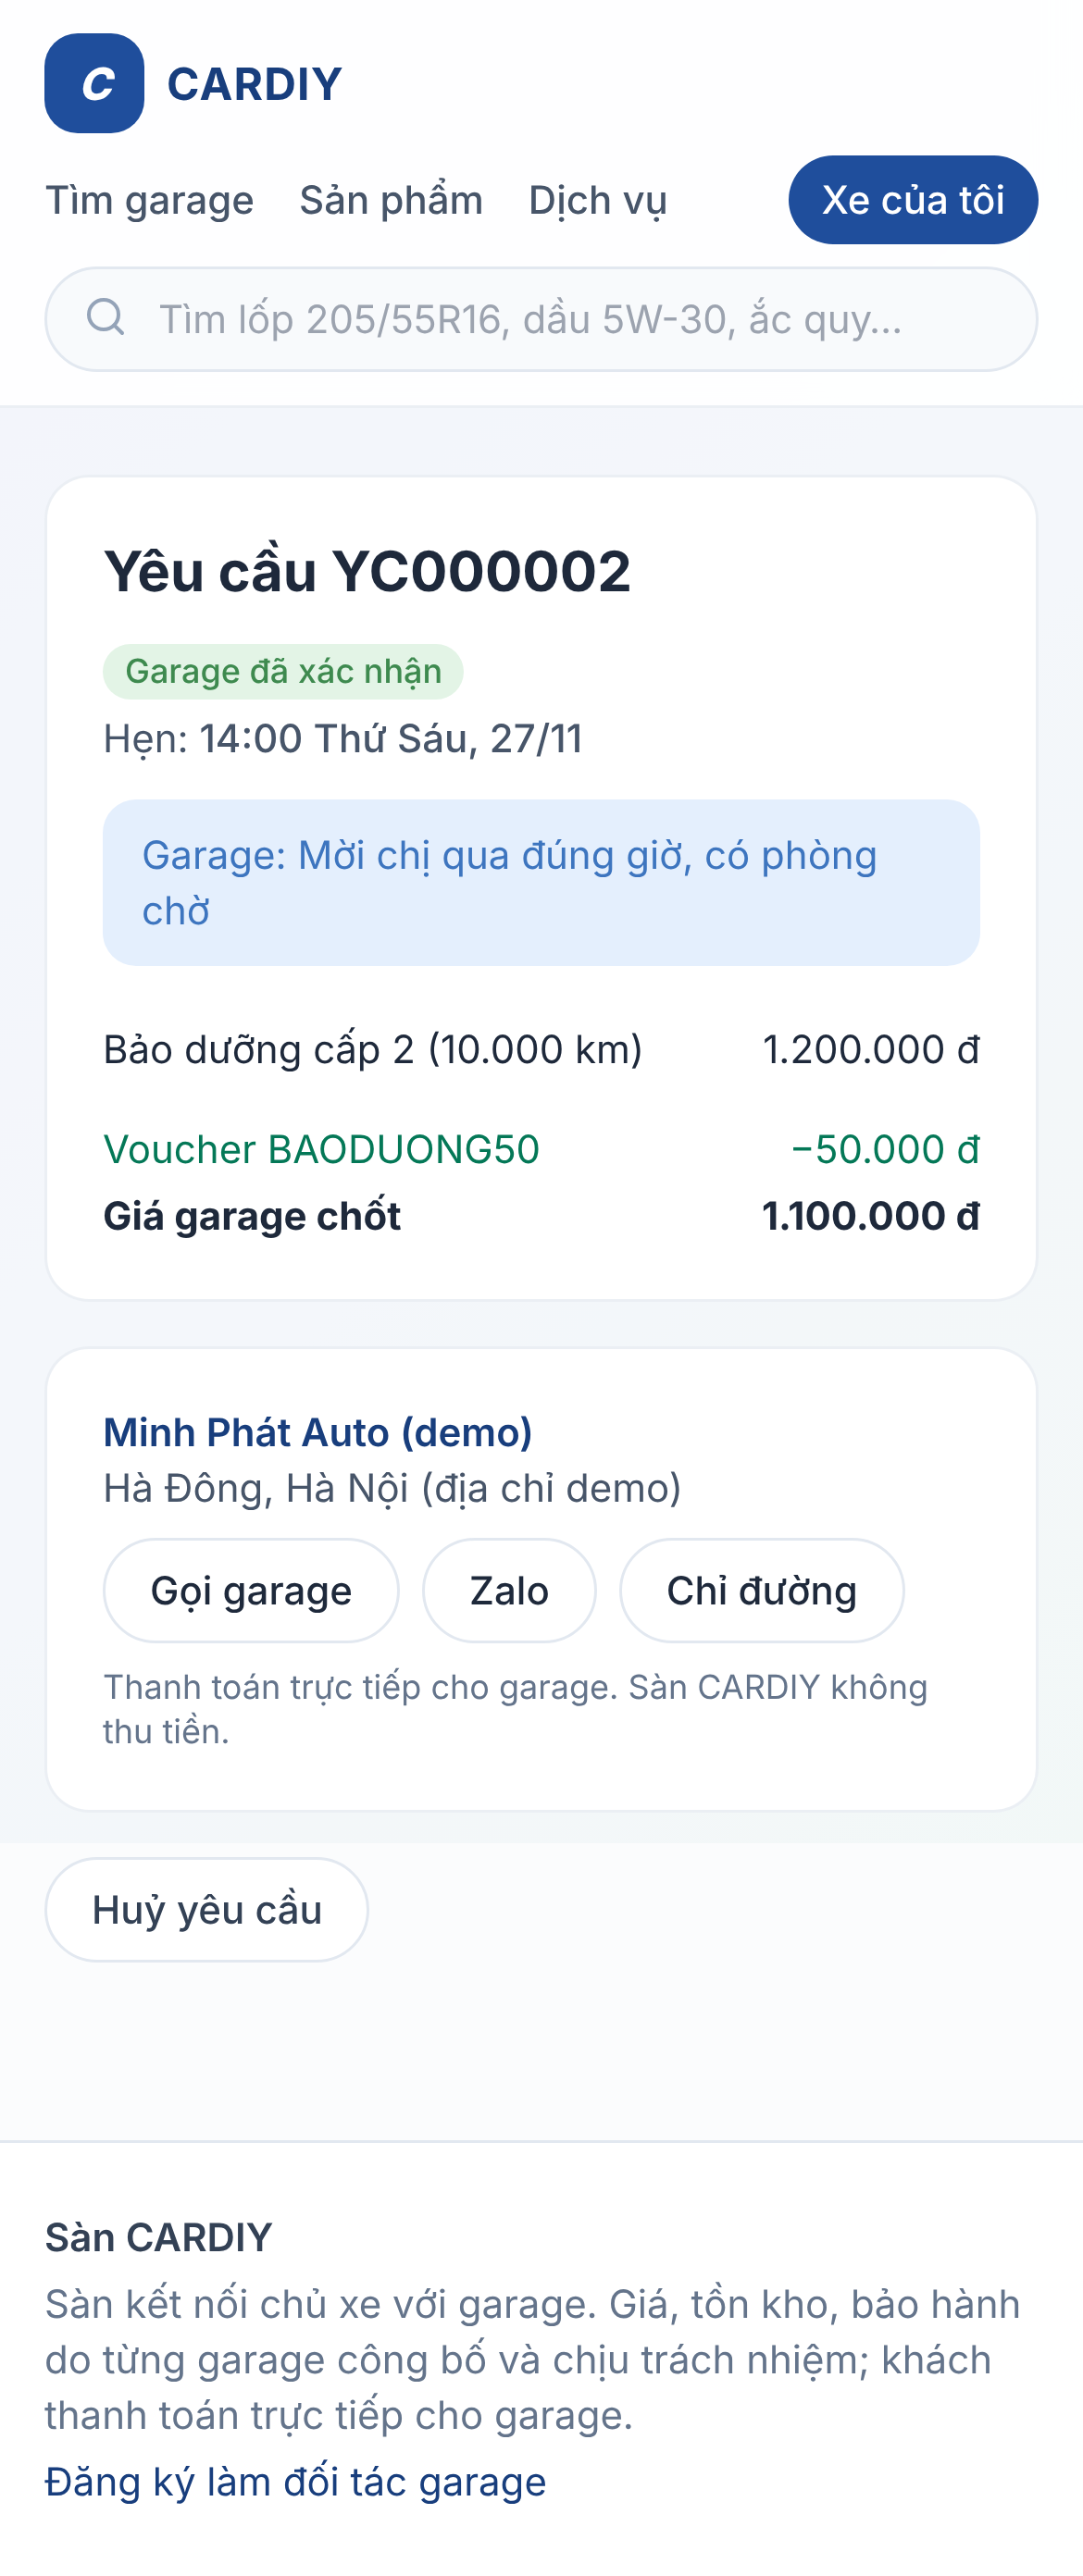 C CARDIY
Tìm garage Sản phẩm Dịch vụ Xe của tôi
Tìm lốp 205/55R16, dầu 5W-30, ắc quy...
Yêu cầu YC000002
Garage đã xác nhận
Hẹn: 14:00 Thứ Sáu, 27/11
Garage: Mời chị qua đúng giờ, có phòng
chờ
Bảo dưỡng cấp 2 (10.000 km) 1.200.000 đ
Voucher BAODUONG50 −50.000 đ
Giá garage chốt 1.100.000 đ
Minh Phát Auto (demo)
Hà Đông, Hà Nội (địa chỉ demo)
Gọi garage Zalo Chỉ đường
Thanh toán trực tiếp cho garage. Sàn CARDIY không
thu tiền.
Huỷ yêu cầu
Sàn CARDIY
Sàn kết nối chủ xe với garage. Giá, tồn kho, bảo hành
do từng garage công bố và chịu trách nhiệm; khách
thanh toán trực tiếp cho garage.
Đăng ký làm đối tác garage